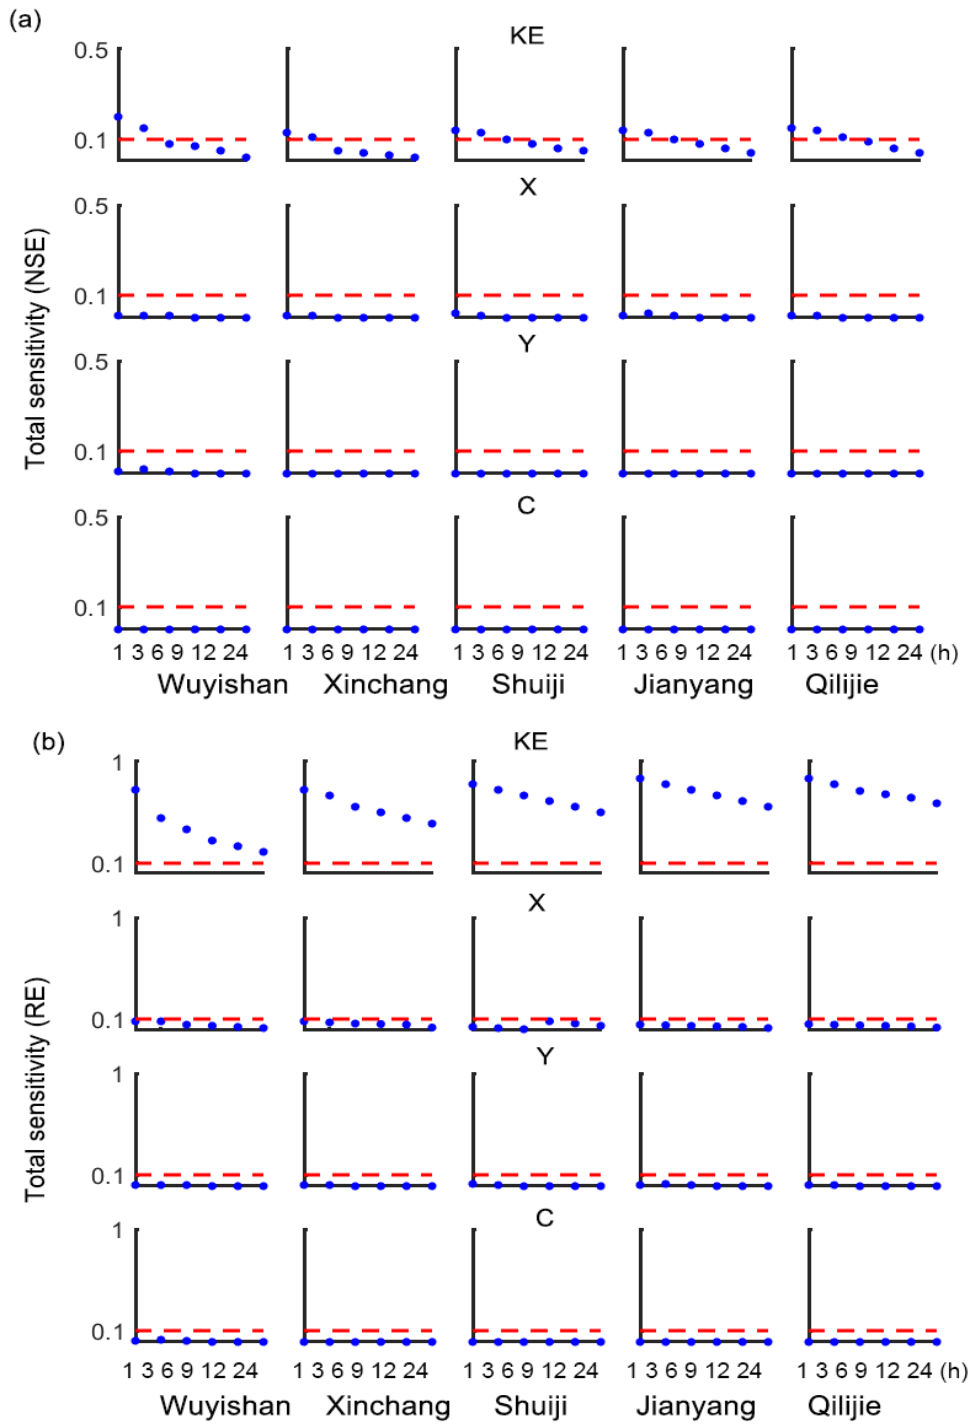 (a)
KE
0.5
0.1
X
0.5
0.1
Y
0.5
0.1
C
0.5
0.1
Total sensitivity (NSE)
1 3 6 9 12 24 1 3 6 9 12 24 1 3 6 9 12 24 1 3 6 9 12 24 1 3 6 9 12 24 (h)
Wuyishan Xinchang Shuiji Jianyang Qilijie
(b)
KE
1
0.1
X
1
0.1
Y
1
0.1
C
1
0.1
Total sensitivity (RE)
1 3 6 9 12 24 1 3 6 9 12 24 1 3 6 9 12 24 1 3 6 9 12 24 1 3 6 9 12 24 (h)
Wuyishan Xinchang Shuiji Jianyang Qilijie